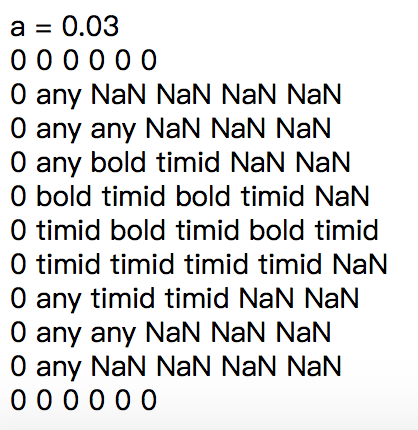 a = 0.03
0 0 0 0 0 0
0 any NaN NaN NaN NaN
0 any any NaN NaN NaN
0 any bold timid NaN NaN
0 bold timid bold timid NaN
0 timid bold timid bold timid
0 timid timid timid timid NaN
0 any timid timid NaN NaN
0 any any NaN NaN NaN
0 any NaN NaN NaN NaN
0 0 0 0 0 0